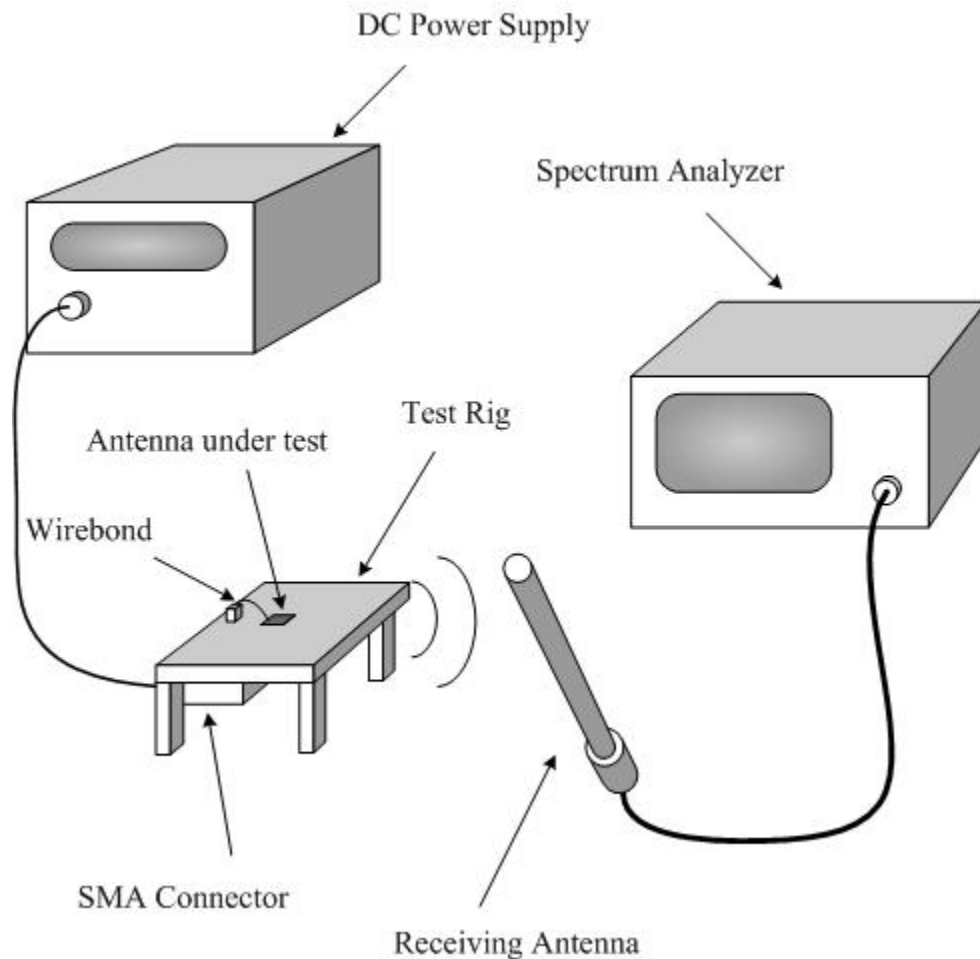 DC Power Supply
Spectrum Analyzer
Test Rig
Antenna under test
Wirebond
SMA Connector
Receiving Antenna